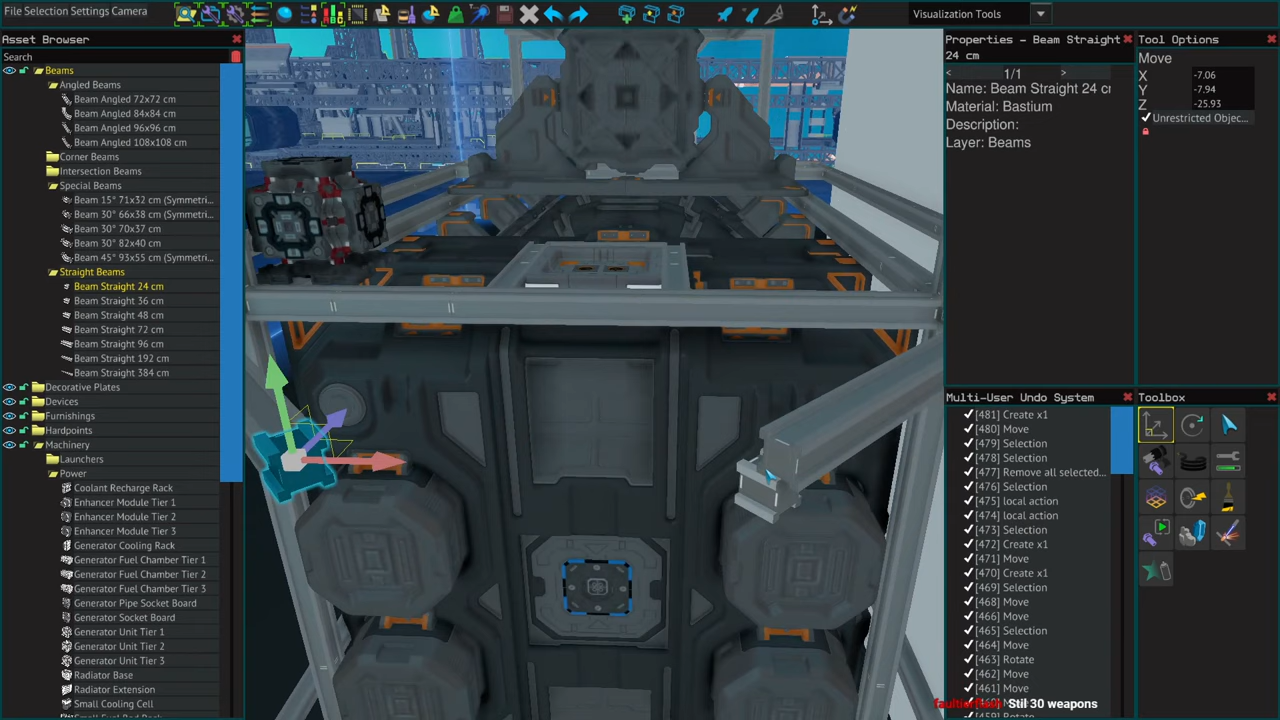 File Selection Settings Camera
Visualization Tools
Asset Browser
Search
Beams
Angled Beams
Beam Angled 72x72 cm
Beam Angled 84x84 cm
Beam Angled 96x96 cm
Beam Angled 108x108 cm
Corner Beams
Intersection Beams
Special Beams
Beam 15° 71x32 cm (Symmetri...
Beam 30° 66x38 cm (Symmetri...
Beam 30° 70x37 cm
Beam 30° 82x40 cm
Beam 45° 93x55 cm (Symmetri...
Straight Beams
Beam Straight 24 cm
Beam Straight 36 cm
Beam Straight 48 cm
Beam Straight 72 cm
Beam Straight 96 cm
Beam Straight 192 cm
Beam Straight 384 cm
Decorative Plates
Devices
Furnishings
Hardpoints
Machinery
Launchers
Power
Coolant Recharge Rack
Enhancer Module Tier 1
Enhancer Module Tier 2
Enhancer Module Tier 3
Generator Cooling Rack
Generator Fuel Chamber Tier 1
Generator Fuel Chamber Tier 2
Generator Fuel Chamber Tier 3
Generator Pipe Socket Board
Generator Socket Board
Generator Unit Tier 1
Generator Unit Tier 2
Generator Unit Tier 3
Radiator Base
Radiator Extension
Small Cooling Cell
Properties - Beam Straight
24 cm
< 1/1 >
Name: Beam Straight 24 cr
Material: Bastium
Description:
Layer: Beams
Tool Options
Move
X -7.06
Y -7.94
Z -25.93
Unrestricted Objec...
Multi-User Undo System
[481] Create x1
[480] Move
[479] Selection
[478] Selection
[477] Remove all selected...
[476] Selection
[475] local action
[474] local action
[473] Selection
[472] Create x1
[471] Move
[470] Create x1
[469] Selection
[468] Move
[466] Move
[465] Selection
[464] Move
[463] Rotate
[462] Move
[461] Move
Toolbox
Stil 30 weapons